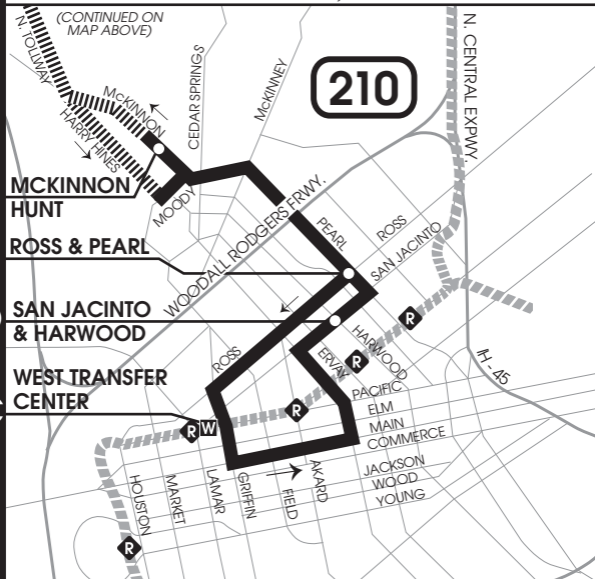 (CONTINUED ON
MAP ABOVE)
N. TOLLWAY
McKINNON
HARRY HINES
CEDAR SPRINGS
McKINNEY
210
N. CENTRAL EXPWY.
MCKINNON
HUNT
MOODY
WOODALL RODGERS FRWY.
PEARL
ROSS
SAN JACINTO
ROSS & PEARL
SAN JACINTO
& HARWOOD
HARWOOD
R
R
ROSS
ERVAY
IH - 45
WEST TRANSFER
CENTER
PACIFIC
ELM
MAIN
COMMERCE
R
R
W
JACKSON
WOOD
YOUNG
HOUSTON
MARKET
LAMAR
GRIFFIN
FIELD
AKARD
R